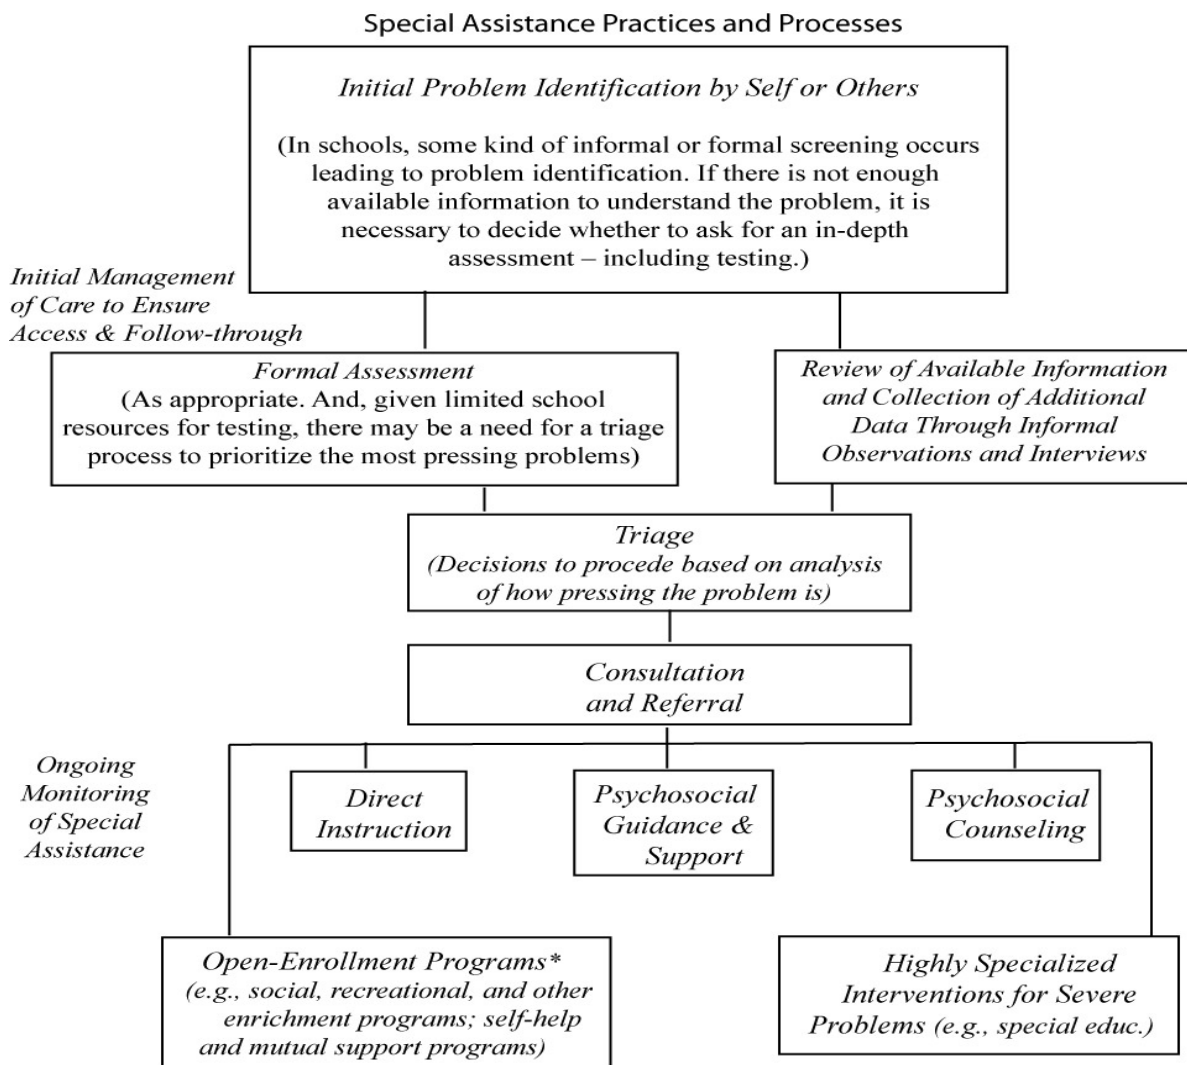 Special Assistance Practices and Processes
Initial Problem Identification by Self or Others
(In schools, some kind of informal or formal screening occurs
leading to problem identification. If there is not enough
available information to understand the problem, it is
necessary to decide whether to ask for an in-depth
assessment – including testing.)
Initial Management
of Care to Ensure
Access & Follow-through
Formal Assessment
(As appropriate. And, given limited school
resources for testing, there may be a need for a triage
process to prioritize the most pressing problems)
Review of Available Information
and Collection of Additional
Data Through Informal
Observations and Interviews
Triage
(Decisions to procede based on analysis
of how pressing the problem is)
Consultation
and Referral
Ongoing
Monitoring
of Special
Assistance
Direct
Instruction
Psychosocial
Guidance &
Support
Psychosocial
Counseling
Open-Enrollment Programs*
(e.g., social, recreational, and other
enrichment programs; self-help
and mutual support programs)
Highly Specialized
Interventions for Severe
Problems (e.g., special educ.)